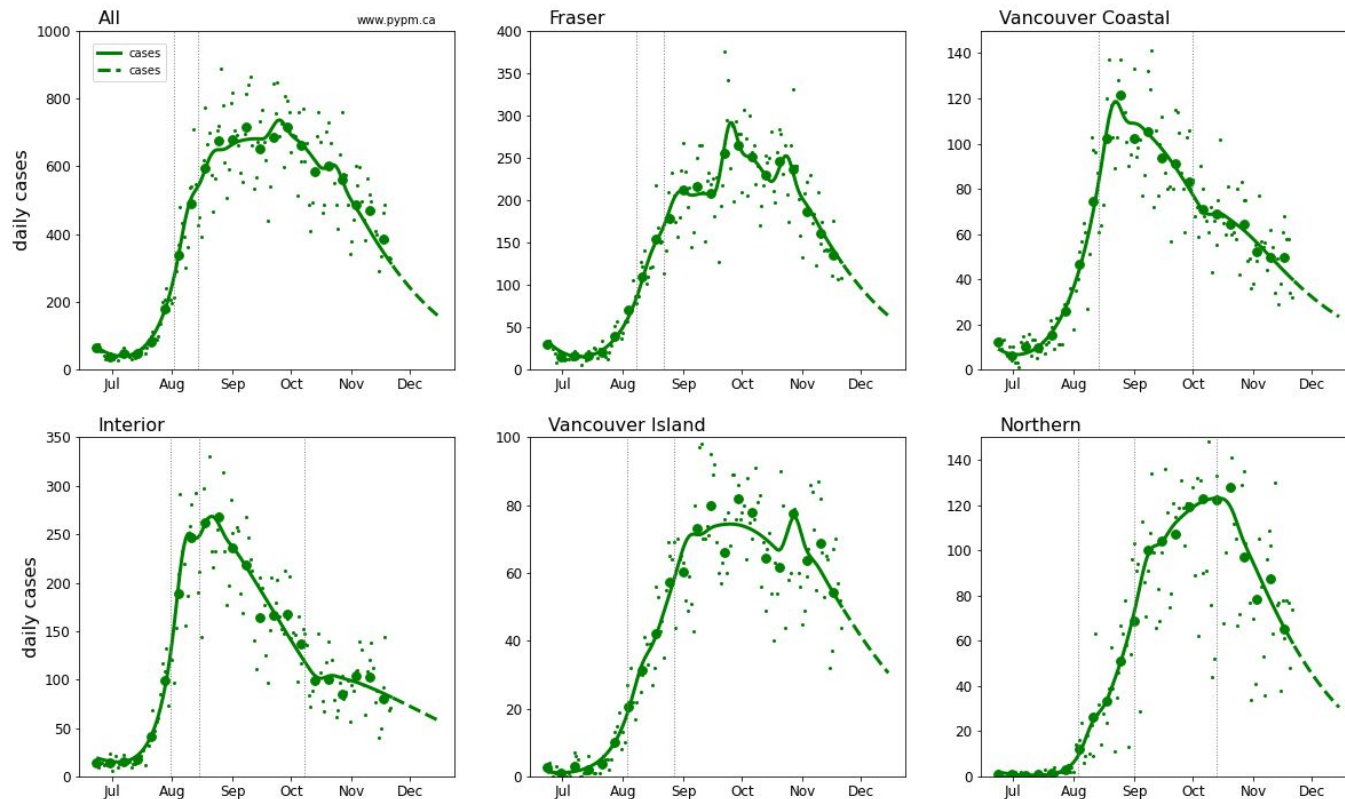 All
www.pypm.ca
1000
800
600
400
200
0
daily cases
cases
cases
Jul Aug Sep Oct Nov Dec
Fraser
400
350
300
250
200
150
100
50
0
Jul Aug Sep Oct Nov Dec
Vancouver Coastal
140
120
100
80
60
40
20
0
Jul Aug Sep Oct Nov Dec
Interior
350
300
250
200
150
100
50
0
daily cases
Jul Aug Sep Oct Nov Dec
Vancouver Island
100
80
60
40
20
0
Jul Aug Sep Oct Nov Dec
Northern
140
120
100
80
60
40
20
0
Jul Aug Sep Oct Nov Dec